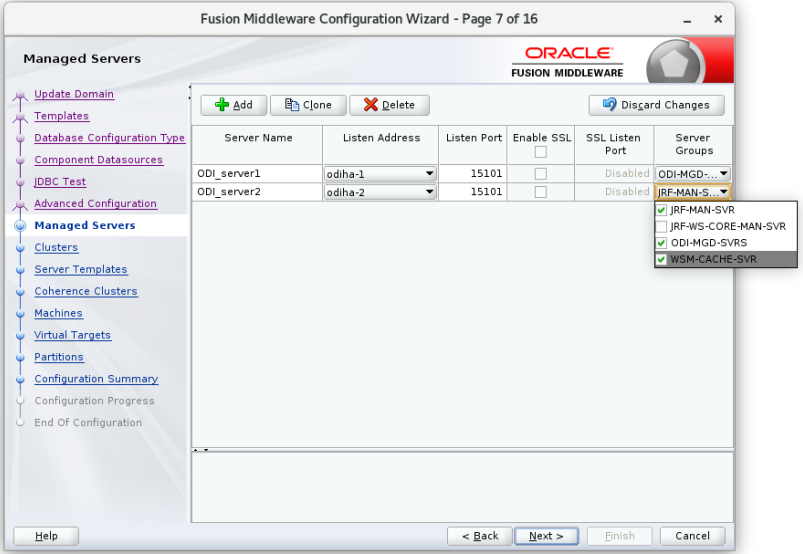 Fusion Middleware Configuration Wizard - Page 7 of 16
Managed Servers
ORACLE
FUSION MIDDLEWARE
Update Domain
Templates
Database Configuration Type
Component Datasources
JDBC Test
Advanced Configuration
Managed Servers
Clusters
Server Templates
Coherence Clusters
Machines
Virtual Targets
Partitions
Configuration Summary
Configuration Progress
End Of Configuration
Add Clone Delete Discard Changes
Server Name Listen Address Listen Port Enable SSL SSL Listen Port Server Groups
ODI_server1 odiha-1 15101 Disabled ODI-MGD-...
ODI_server2 odiha-2 15101 Disabled JRF-MAN-S...
JRF-MAN-SVR
JRF-WS-CORE-MAN-SVR
ODI-MGD-SVRS
WSM-CACHE-SVR
Help < Back Next > Finish Cancel